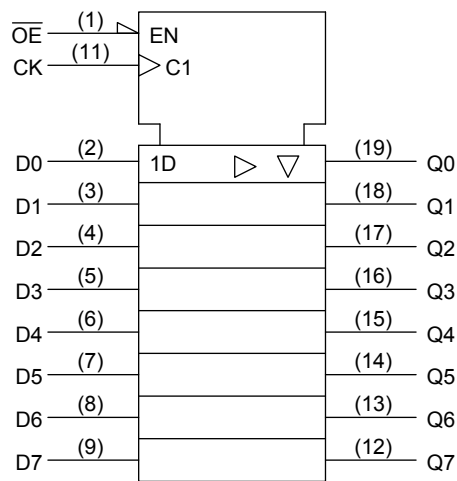 O̅E̅ (1) EN
CK (11) C1
D0 (2) 1D (19) Q0
D1 (3) (18) Q1
D2 (4) (17) Q2
D3 (5) (16) Q3
D4 (6) (15) Q4
D5 (7) (14) Q5
D6 (8) (13) Q6
D7 (9) (12) Q7